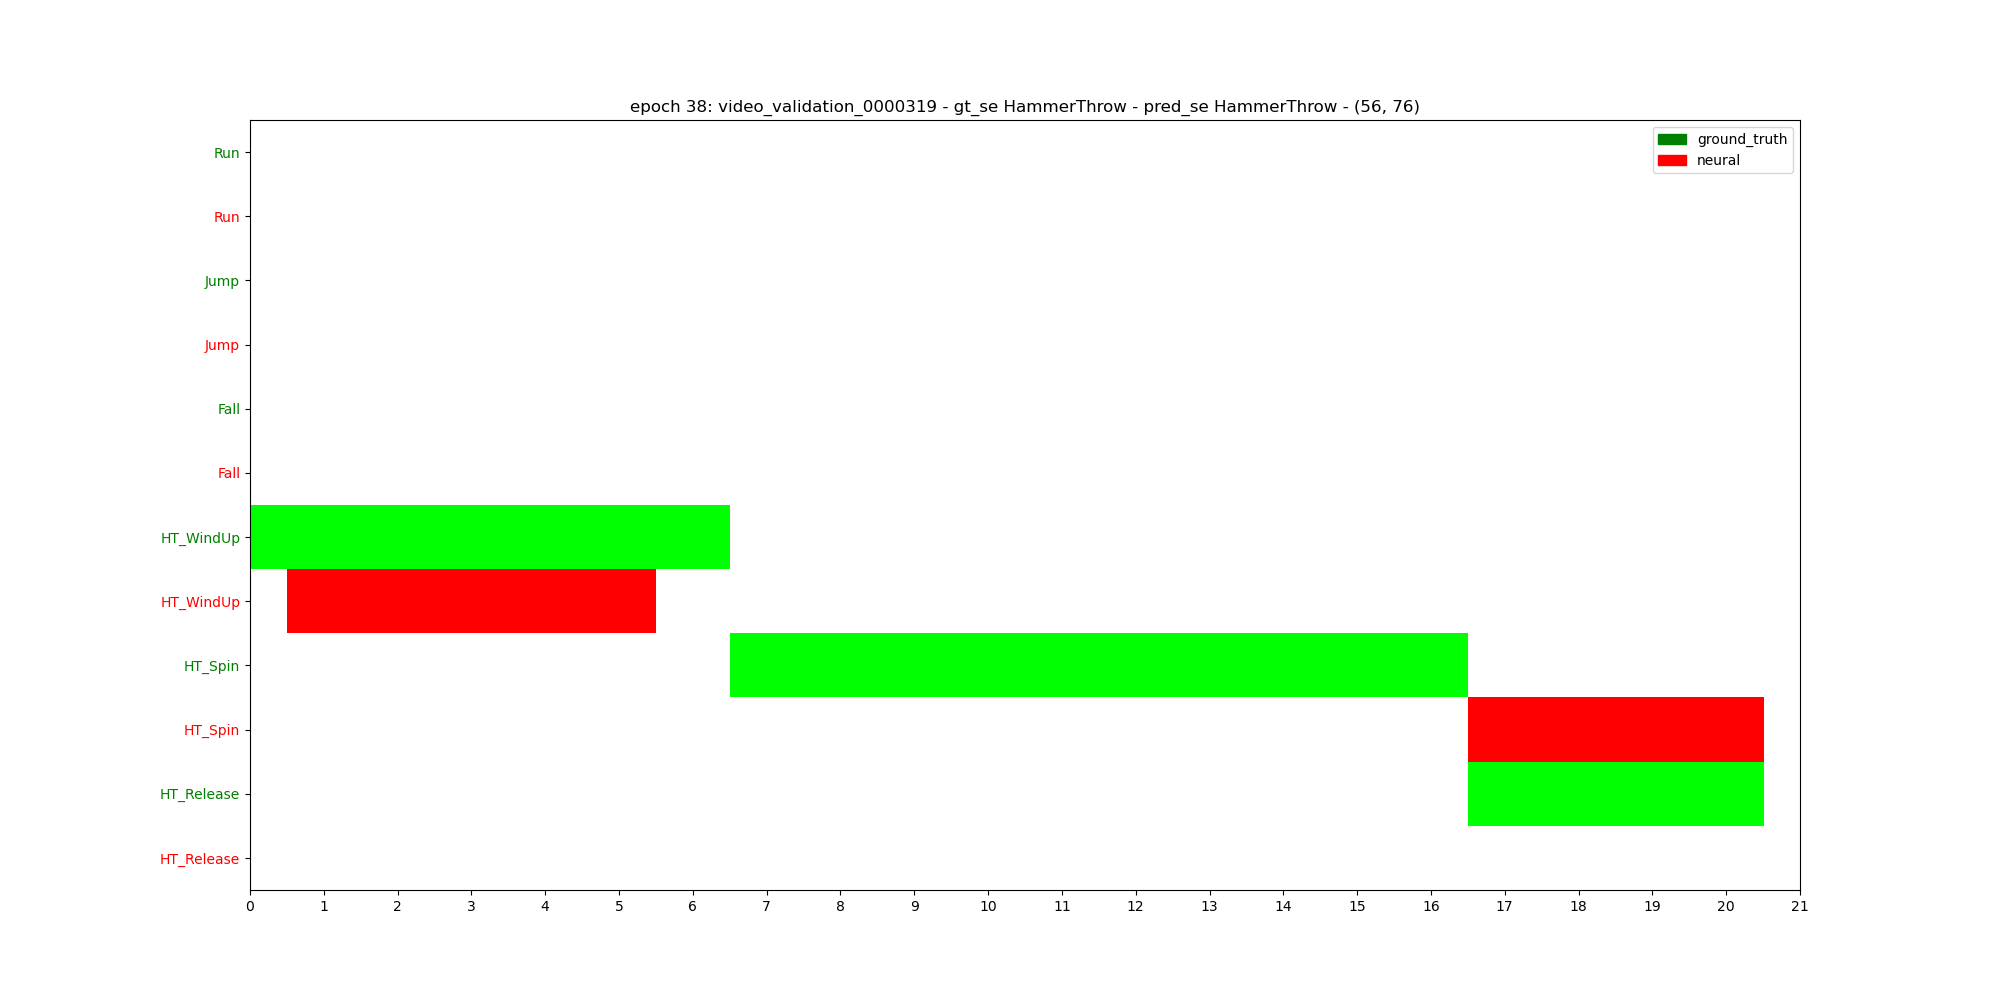 epoch 38: video_validation_0000319 - gt_se HammerThrow - pred_se HammerThrow - (56, 76)
ground_truth
neural
Run
Run
Jump
Jump
Fall
Fall
HT_WindUp
HT_WindUp
HT_Spin
HT_Spin
HT_Release
HT_Release
0 1 2 3 4 5 6 7 8 9 10 11 12 13 14 15 16 17 18 19 20 21